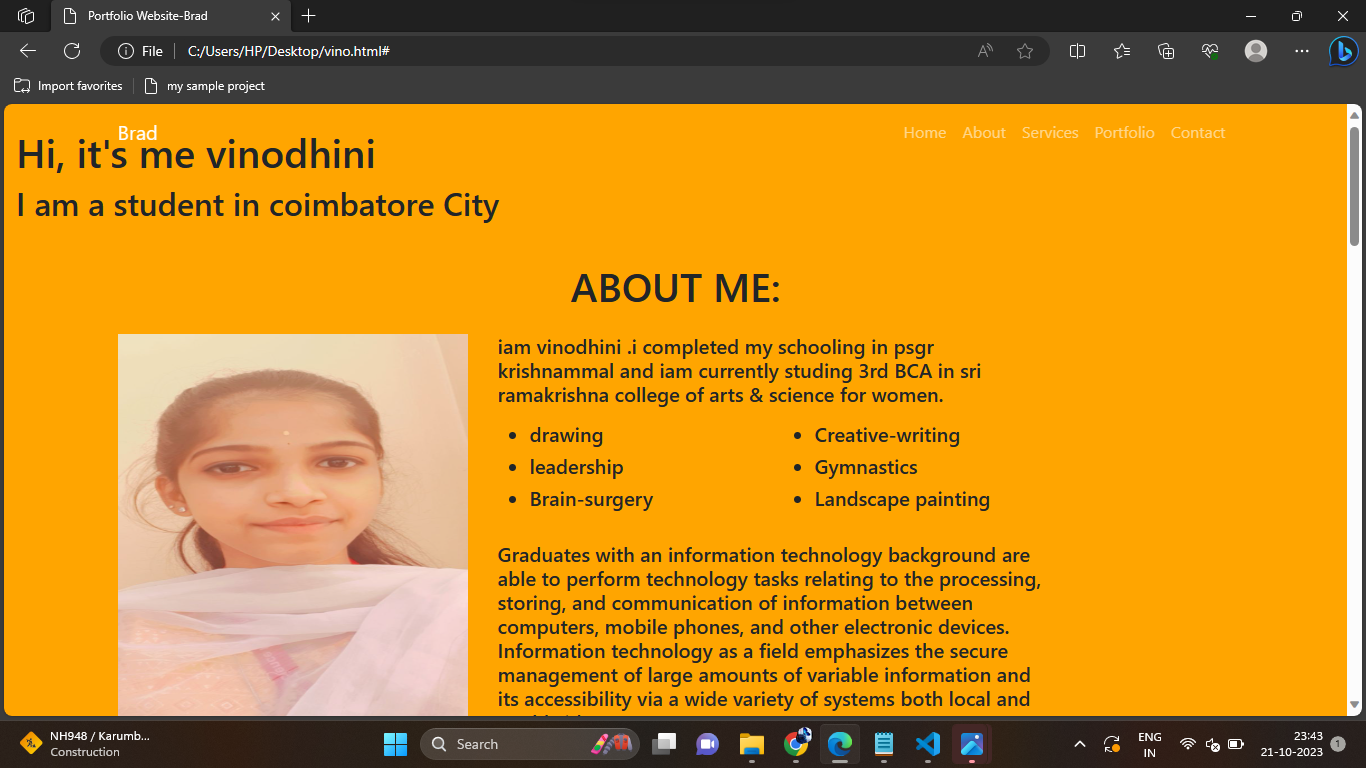 Portfolio Website-Brad
File
C:/Users/HP/Desktop/vino.html#
Import favorites
my sample project
Brad
Home About Services Portfolio Contact
Hi, it's me vinodhini
I am a student in coimbatore City
ABOUT ME:
iam vinodhini .i completed my schooling in psgr
krishnammal and iam currently studing 3rd BCA in sri
ramakrishna college of arts & science for women.
drawing
leadership
Brain-surgery
Creative-writing
Gymnastics
Landscape painting
Graduates with an information technology background are
able to perform technology tasks relating to the processing,
storing, and communication of information between
computers, mobile phones, and other electronic devices.
Information technology as a field emphasizes the secure
management of large amounts of variable information and
its accessibility via a wide variety of systems both local and
NH948 / Karumb...
Construction
Search
ENG
IN
23:43
21-10-2023
1